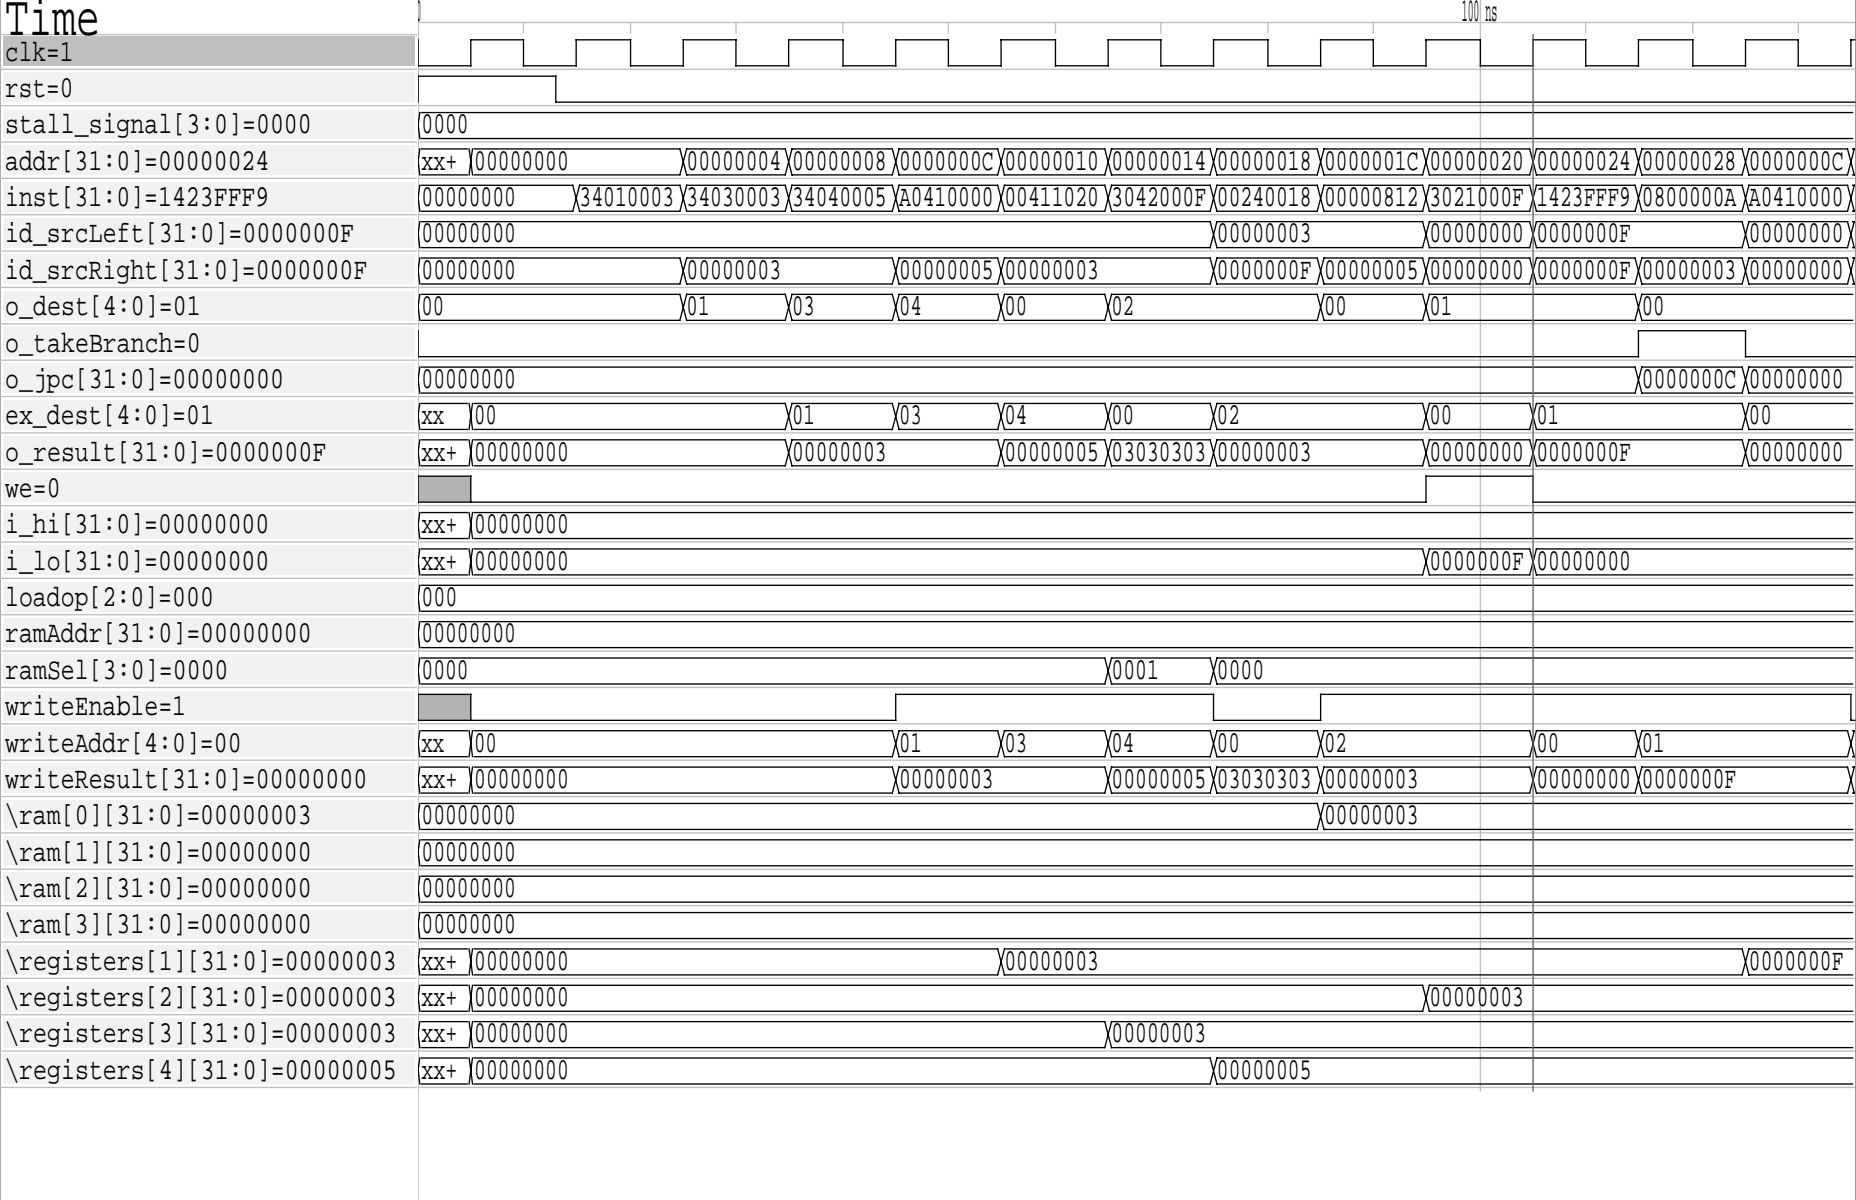 Time
0 100 ns
clk=1
rst=0
stall_signal[3:0]=0000 0000
addr[31:0]=00000024 xx+ 00000000 00000004 00000008 0000000C 00000010 00000014 00000018 0000001C 00000020 00000024 00000028 0000000C
inst[31:0]=1423FFF9 00000000 34010003 34030003 34040005 A0410000 00411020 3042000F 00240018 00000812 3021000F 1423FFF9 0800000A A0410000
id_srcLeft[31:0]=0000000F 00000000 00000003 00000000 0000000F 00000000
id_srcRight[31:0]=0000000F 00000000 00000003 00000005 00000003 0000000F 00000005 00000000 0000000F 00000003 00000000
o_dest[4:0]=01 00 01 03 04 00 02 00 01 00
o_takeBranch=0
o_jpc[31:0]=00000000 00000000 0000000C 00000000
ex_dest[4:0]=01 xx 00 01 03 04 00 02 00 01 00
o_result[31:0]=0000000F xx+ 00000000 00000003 00000005 03030303 00000003 00000000 0000000F 00000000
we=0
i_hi[31:0]=00000000 xx+ 00000000
i_lo[31:0]=00000000 xx+ 00000000 0000000F 00000000
loadop[2:0]=000 000
ramAddr[31:0]=00000000 00000000
ramSel[3:0]=0000 0000 0001 0000
writeEnable=1
writeAddr[4:0]=00 xx 00 01 03 04 00 02 00 01
writeResult[31:0]=00000000 xx+ 00000000 00000003 00000005 03030303 00000003 00000000 0000000F
\ram[0][31:0]=00000003 00000000 00000003
\ram[1][31:0]=00000000 00000000
\ram[2][31:0]=00000000 00000000
\ram[3][31:0]=00000000 00000000
\registers[1][31:0]=00000003 xx+ 00000000 00000003 0000000F
\registers[2][31:0]=00000003 xx+ 00000000 00000003
\registers[3][31:0]=00000003 xx+ 00000000 00000003
\registers[4][31:0]=00000005 xx+ 00000000 00000005